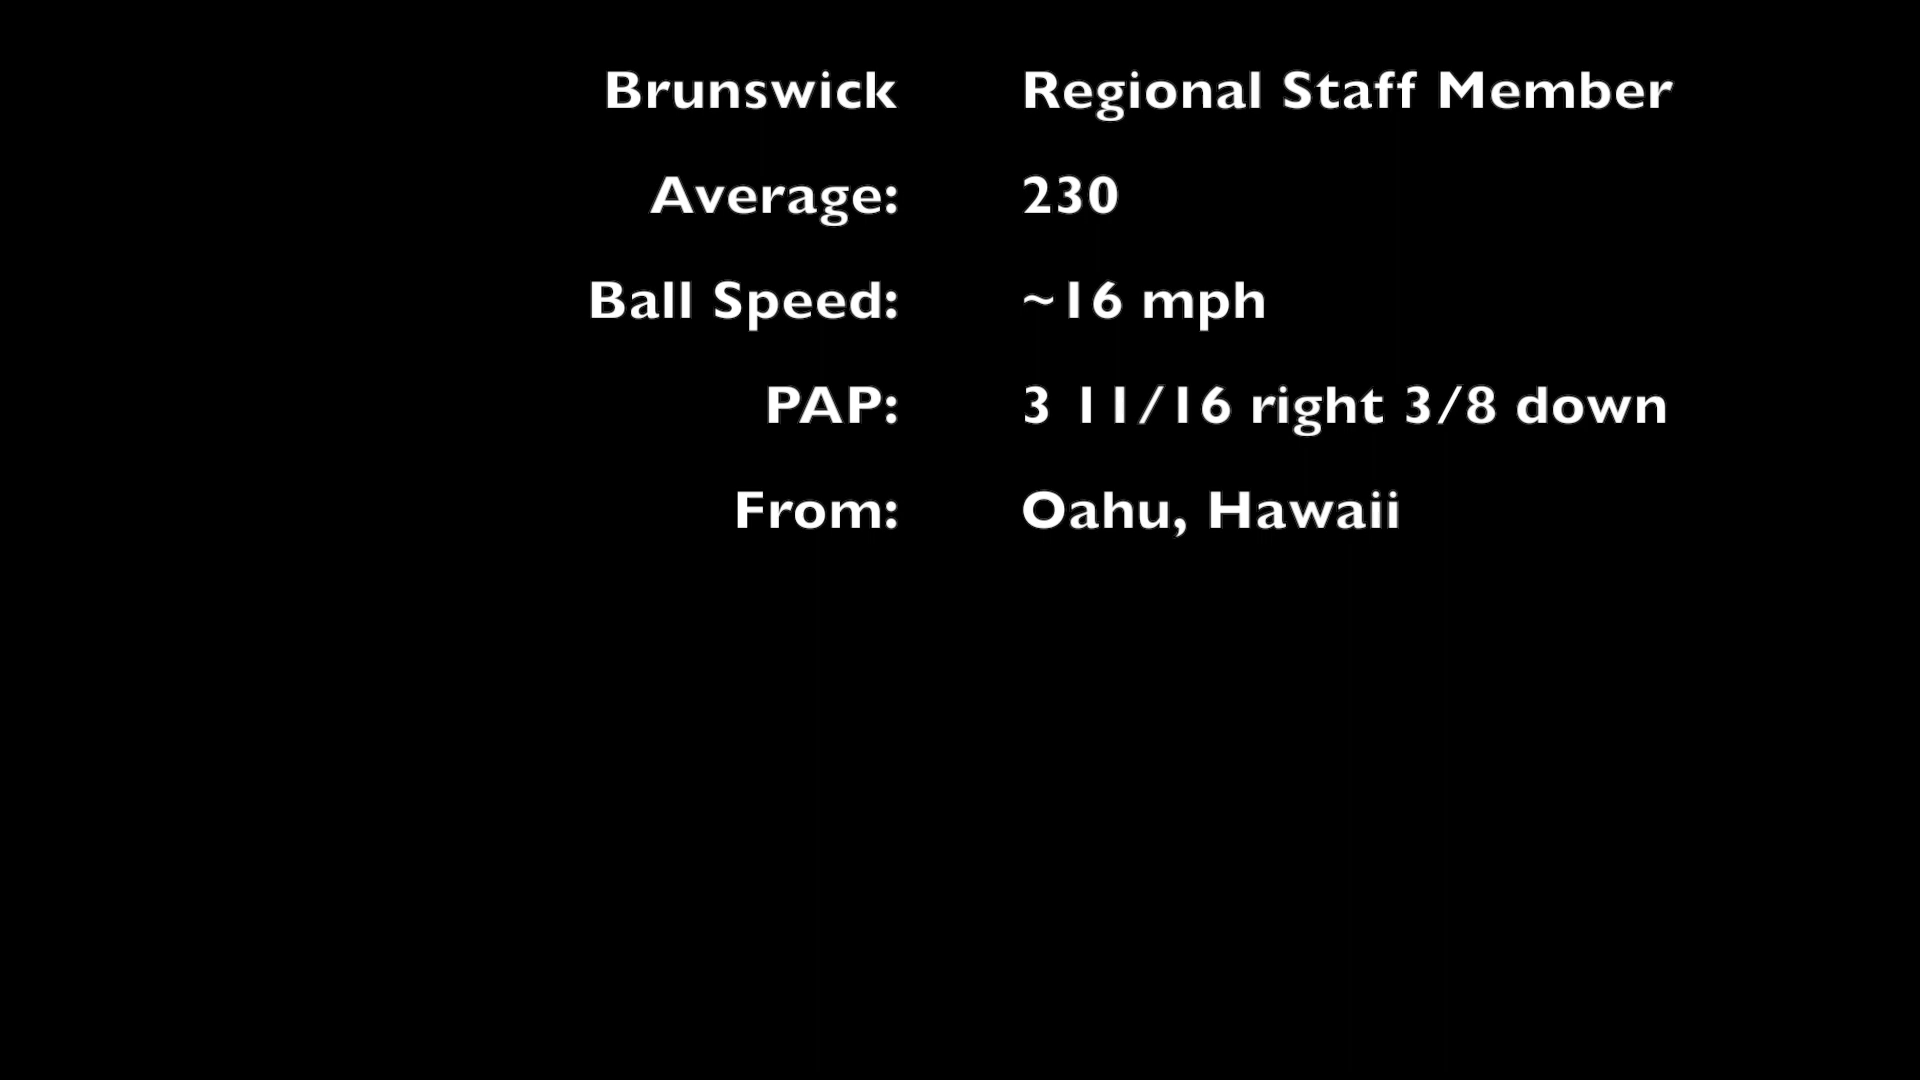 Brunswick Regional Staff Member
Average: 230
Ball Speed: ~16 mph
PAP: 3 11/16 right 3/8 down
From: Oahu, Hawaii